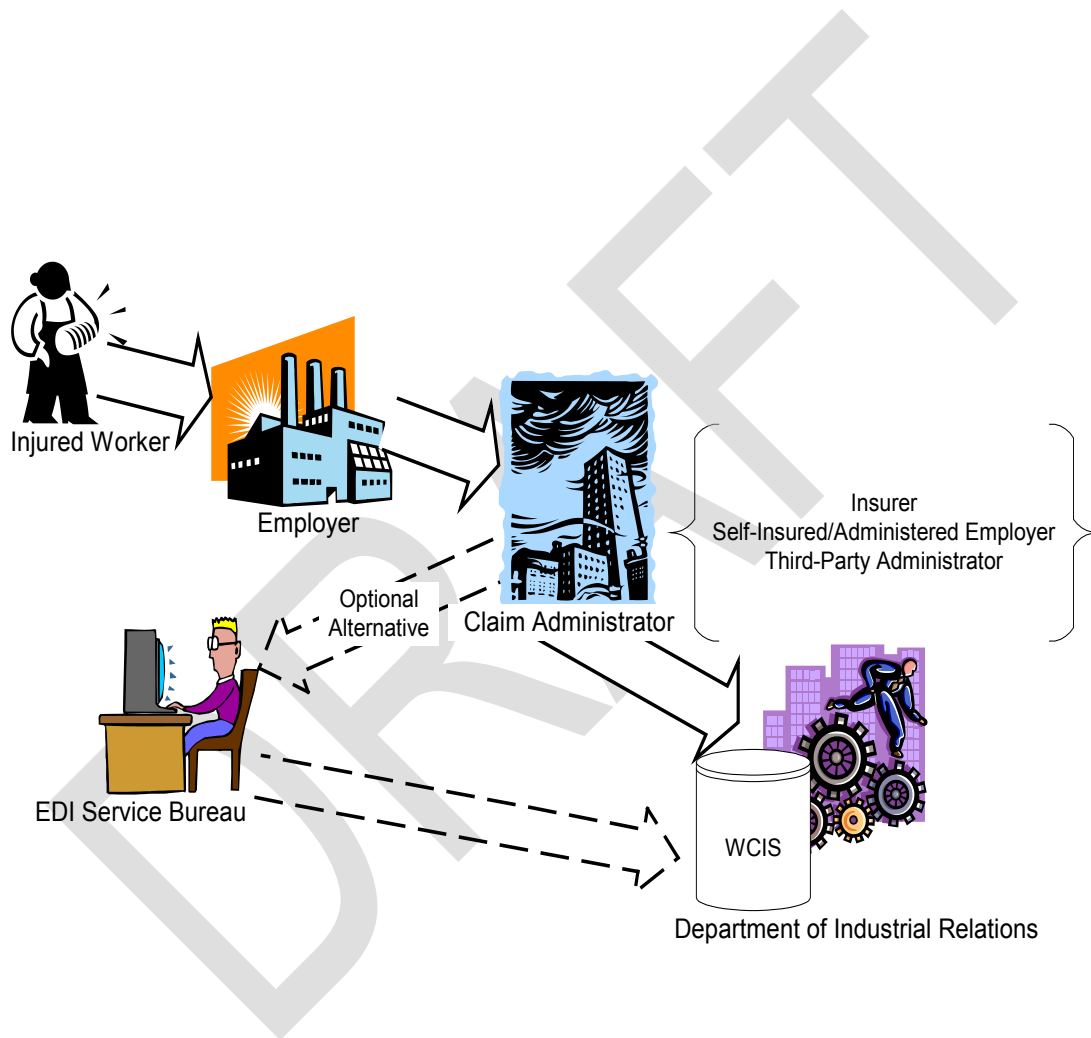 DRAFT
Injured Worker
Employer
Insurer
Self-Insured/Administered Employer
Third-Party Administrator
Optional
Alternative
Claim Administrator
EDI Service Bureau
WCIS
Department of Industrial Relations